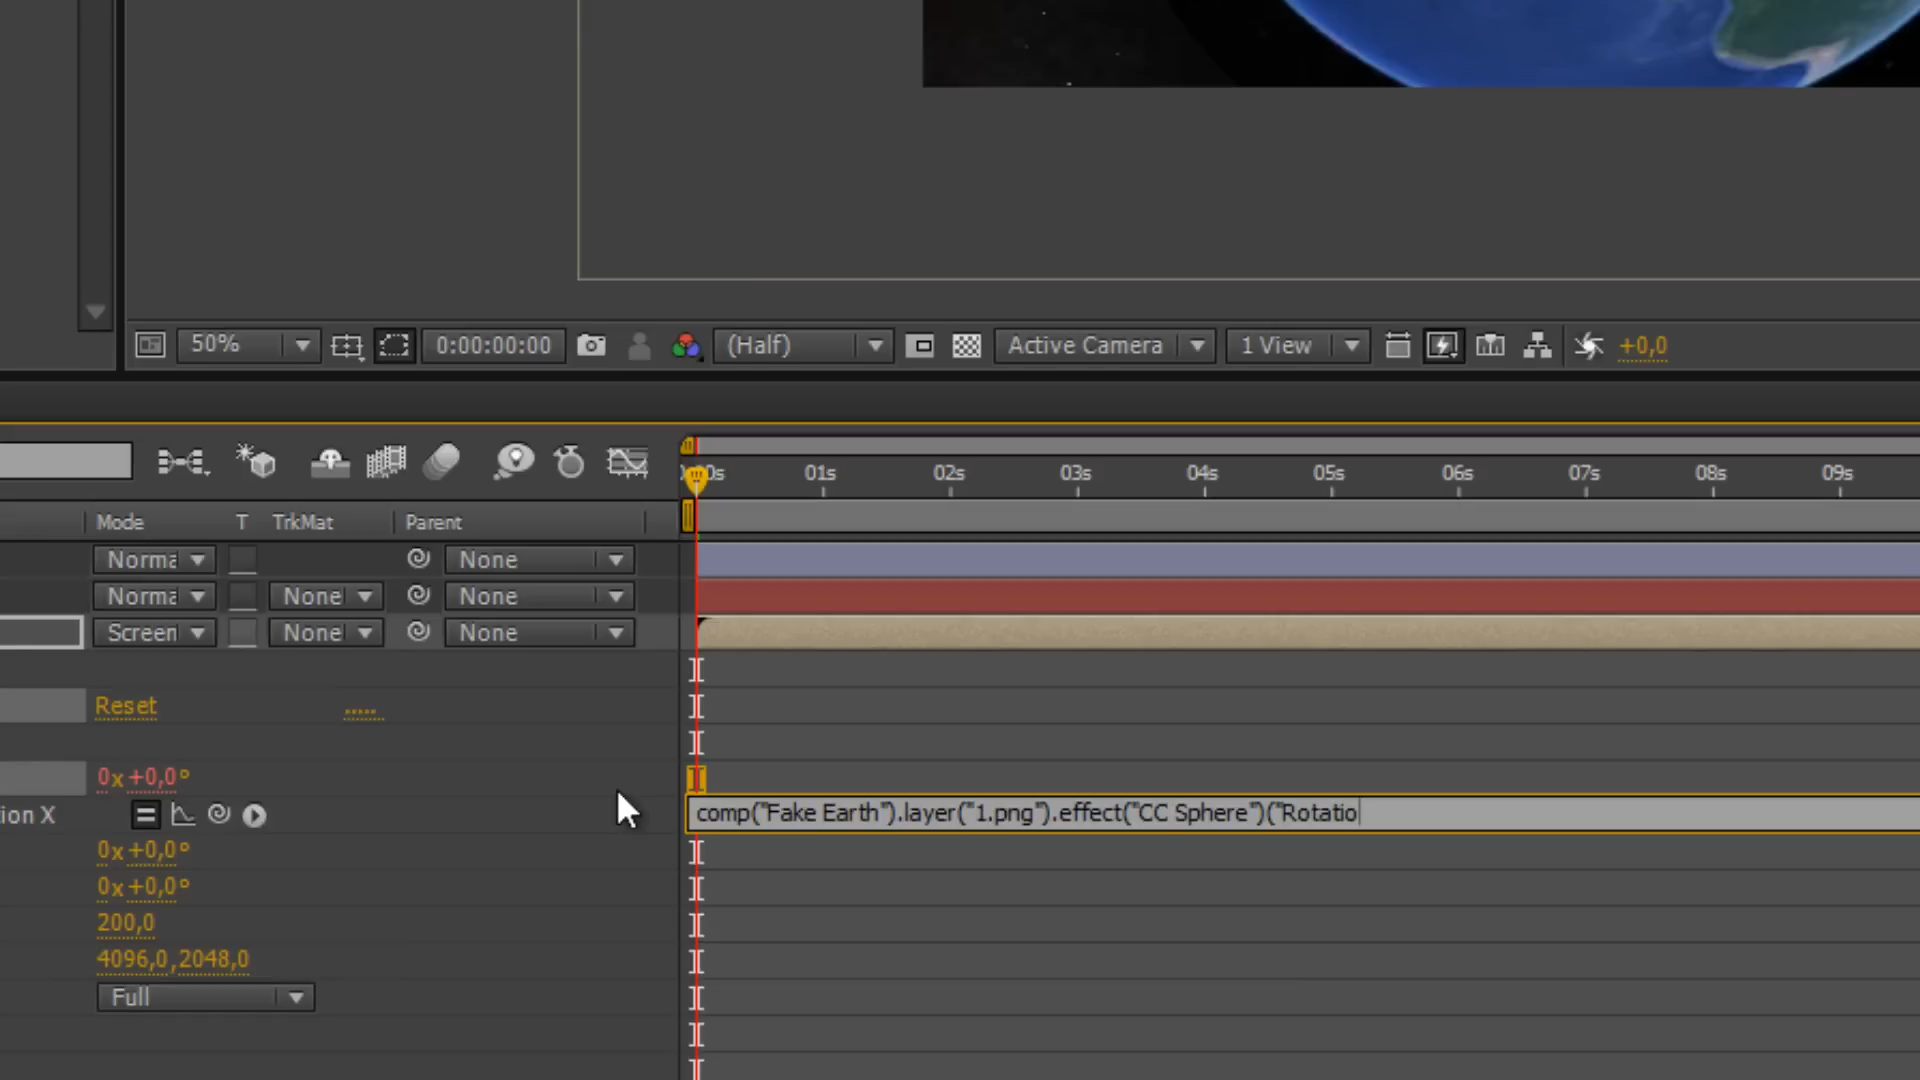 50%
0:00:00:00
(Half)
Active Camera
1 View
+0,0
01s
02s
03s
04s
05s
06s
07s
08s
09s
Mode
T
TrkMat
Parent
Norma
None
Norma
None
None
Screen
None
None
Reset
.....
0x+0,0°
ion X
comp("Fake Earth").layer("1.png").effect("CC Sphere")("Rotatio
0x+0,0°
0x+0,0°
200,0
4096,0,2048,0
Full